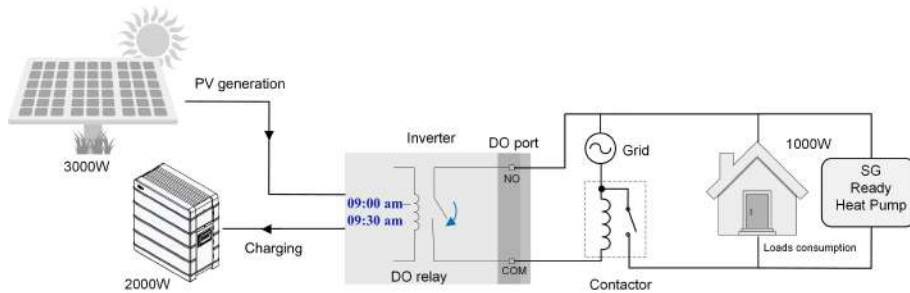 PV generation
3000W
Inverter
DO port
NO
Grid
1000W
SG
Ready
Heat Pump
09:00 am
09:30 am
Charging
2000W
DO relay
COM
Contactor
Loads consumption